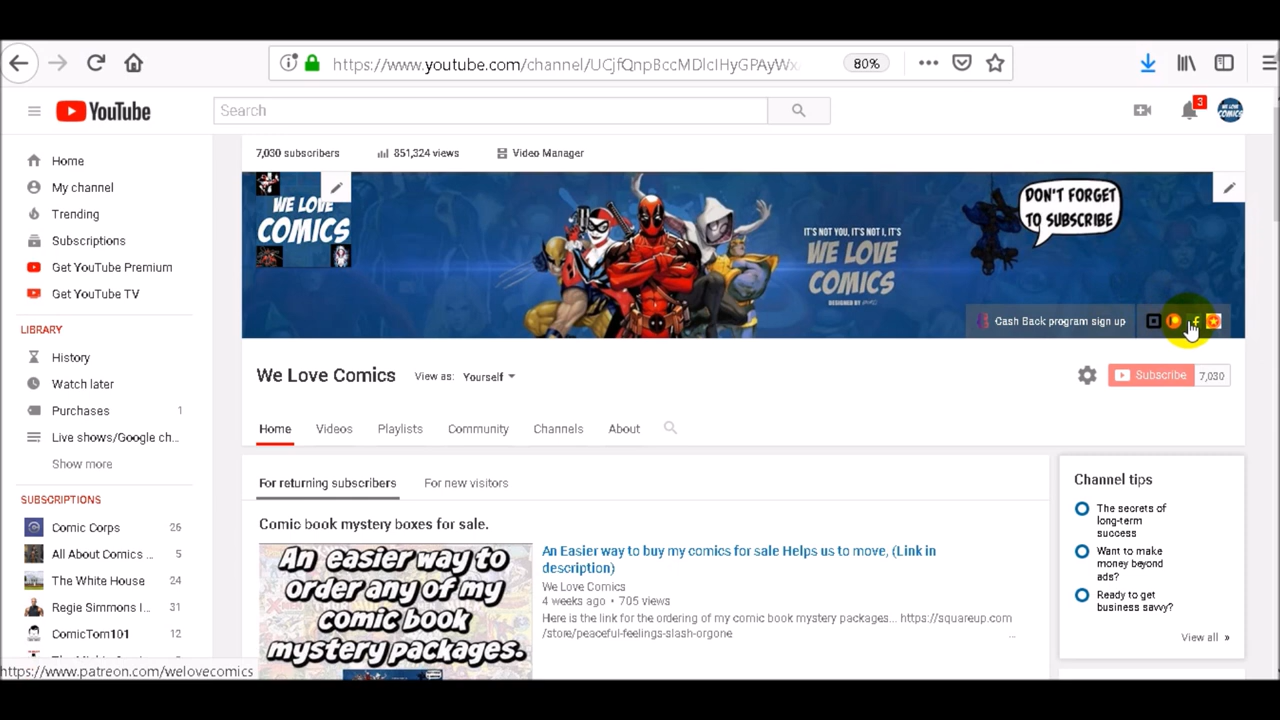 https://www.youtube.com/channel/UCjfQnpBccMDlcIHyGPAyWx
80%
YouTube
Search
3
7,030 subscribers
851,324 views
Video Manager
Home
My channel
Trending
Subscriptions
Get YouTube Premium
Get YouTube TV
LIBRARY
History
Watch later
Purchases 1
Live shows/Google ch...
Show more
SUBSCRIPTIONS
Comic Corps 26
All About Comics ... 5
The White House 24
Regie Simmons I... 31
ComicTom101 12
WE LOVE
COMICS
IT'S NOT YOU, IT'S NOT I, IT'S
WE LOVE
COMICS
DESIGNED BY
DON'T FORGET
TO SUBSCRIBE
Cash Back program sign up
We Love Comics
View as: Yourself
Subscribe 7,030
Home
Videos
Playlists
Community
Channels
About
For returning subscribers
For new visitors
Comic book mystery boxes for sale.
An easier way to
order any of my
comic book
mystery packages.
An Easier way to buy my comics for sale Helps us to move, (Link in
description)
We Love Comics
4 weeks ago • 705 views
Here is the link for the ordering of my comic book mystery packages... https://squareup.com
/store/peaceful-feelings-slash-orgone
...
Channel tips
The secrets of
long-term
success
Want to make
money beyond
ads?
Ready to get
business savvy?
View all »
https://www.patreon.com/welovecomics